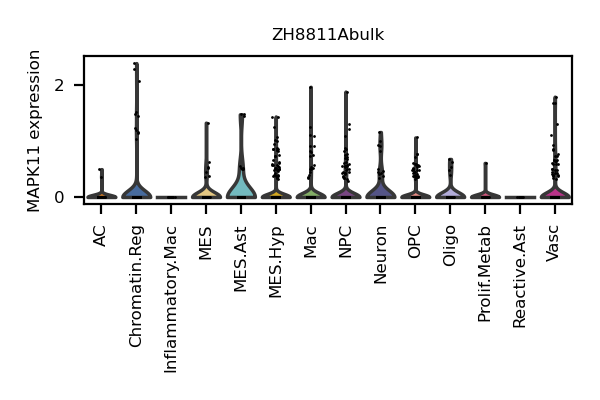 ZH8811Abulk
MAPK11 expression
2
0
AC
Chromatin.Reg
Inflammatory.Mac
MES
MES.Ast
MES.Hyp
Mac
NPC
Neuron
OPC
Oligo
Prolif.Metab
Reactive.Ast
Vasc